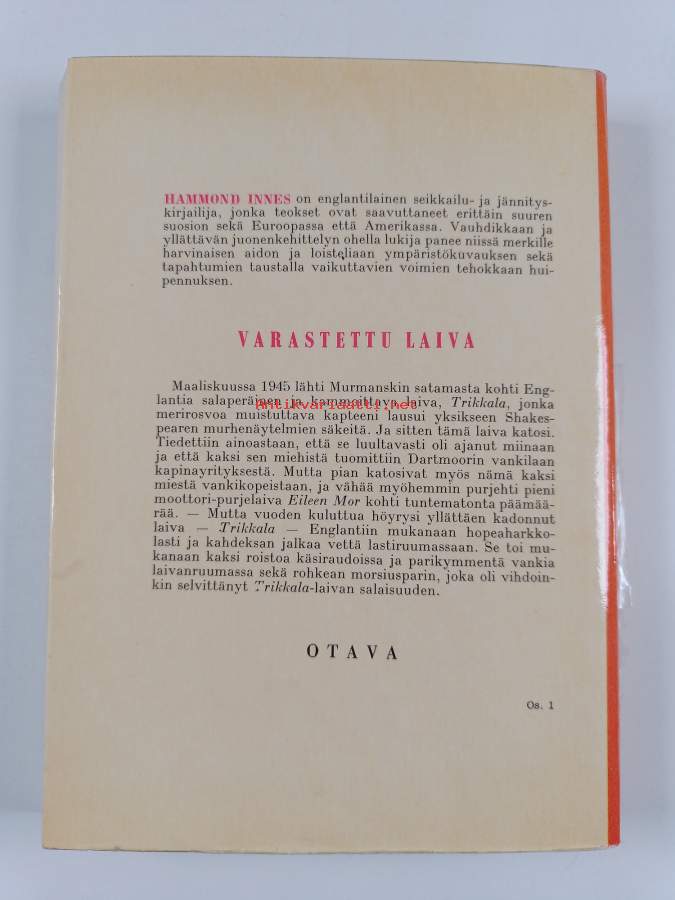 HAMMOND INNES on englantilainen seikkailu- ja jännitys-
kirjailija, jonka teokset ovat saavuttaneet erittäin suuren
suosion sekä Euroopassa että Amerikassa. Vauhdikkaan ja
yllättävän juonenkehittelyn ohella lukija panee niissä merkille
harvinaisen aidon ja loisteliaan ympäristökuvauksen sekä
tapahtumien taustalla vaikuttavien voimien tehokkaan hui-
pennuksen.
VARASTETTU LAIVA
Maaliskuussa 1945 lähti Murmanskin satamasta kohti Eng-
lantia salaperäinen ja kammoittava laiva, Trikkala, jonka
Antikvariaatti.net
merirosvoa muistuttava kapteeni lausui yksikseen Shakes-
pearen murhenäytelmien säkeitä. Ja sitten tämä laiva katosi.
Tiedettiin ainoastaan, että se luultavasti oli ajanut miinaan
ja että kaksi sen miehistä tuomittiin Dartmoorin vankilaan
kapinayrityksestä. Mutta pian katosivat myös nämä kaksi
miestä vankikopeistaan, ja vähää myöhemmin purjehti pieni
moottori-purjelaiva Eileen Mor kohti tuntematonta päämää-
rää. — Mutta vuoden kuluttua höyrysi yllättäen kadonnut
laiva — Trikkala — Englantiin mukanaan hopeaharkko-
lasti ja kahdeksan jalkaa vettä lastiruumassaan. Se toi mu-
kanaan kaksi roistoa käsiraudoissa ja parikymmentä vankia
laivanruumassa sekä rohkean morsiusparin, joka oli vihdoin-
kin selvittänyt Trikkala-laivan salaisuuden.
OTAVA
Os. 1